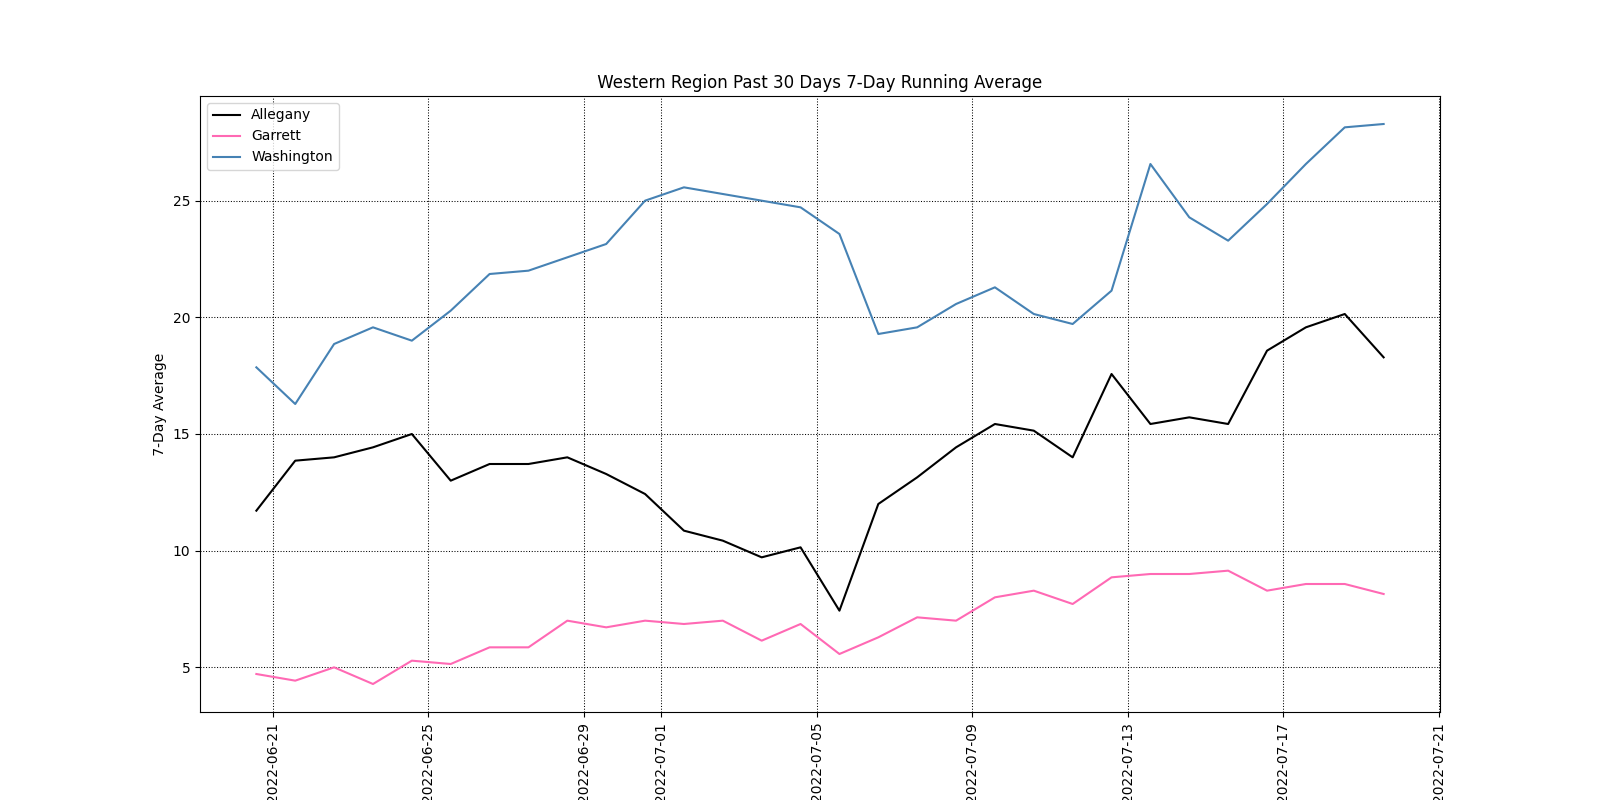 Western Region Past 30 Days 7-Day Running Average
Allegany
Garrett
Washington
7-Day Average
25
20
15
10
5
2022-06-21
2022-06-25
2022-06-29
2022-07-01
2022-07-05
2022-07-09
2022-07-13
2022-07-17
2022-07-21